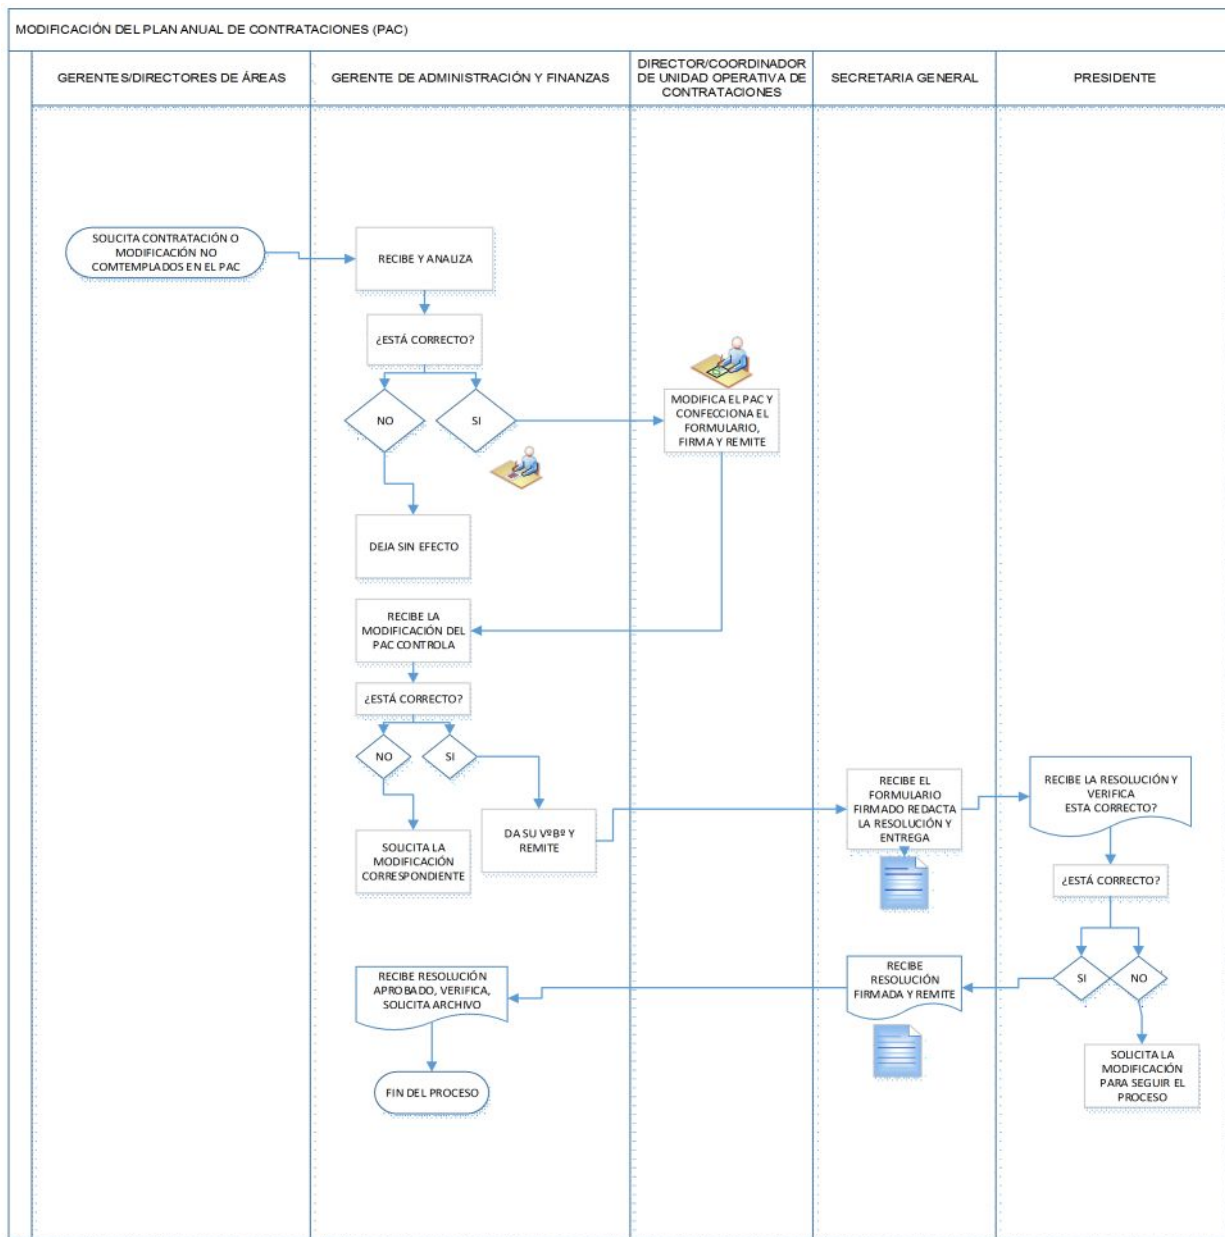 MODIFICACIÓN DEL PLAN ANUAL DE CONTRATACIONES (PAC)
GERENTES/DIRECTORES DE ÁREAS
GERENTE DE ADMINISTRACIÓN Y FINANZAS
DIRECTOR/COORDINADOR
DE UNIDAD OPERATIVA DE
CONTRATACIONES
SECRETARIA GENERAL
PRESIDENTE
SOLICITA CONTRATACIÓN O
MODIFICACIÓN NO
COMTEMPLADOS EN EL PAC
RECIBE Y ANALIZA
¿ESTÁ CORRECTO?
NO
SI
MODIFICA EL PAC Y
CONFECCIONA EL
FORMULARIO,
FIRMA Y REMITE
DEJA SIN EFECTO
RECIBE LA
MODIFICACIÓN DEL
PAC CONTROLA
¿ESTÁ CORRECTO?
NO
SI
SOLICITA LA
MODIFICACIÓN
CORRESPONDIENTE
DA SU VºBº Y
REMITE
RECIBE EL
FORMULARIO
FIRMADO REDACTA
LA RESOLUCIÓN Y
ENTREGA
RECIBE LA RESOLUCIÓN Y
VERIFICA
ESTA CORRECTO?
¿ESTÁ CORRECTO?
SI
NO
SOLICITA LA
MODIFICACIÓN
PARA SEGUIR EL
PROCESO
RECIBE
RESOLUCIÓN
FIRMADA Y REMITE
RECIBE RESOLUCIÓN
APROBADO, VERIFICA,
SOLICITA ARCHIVO
FIN DEL PROCESO